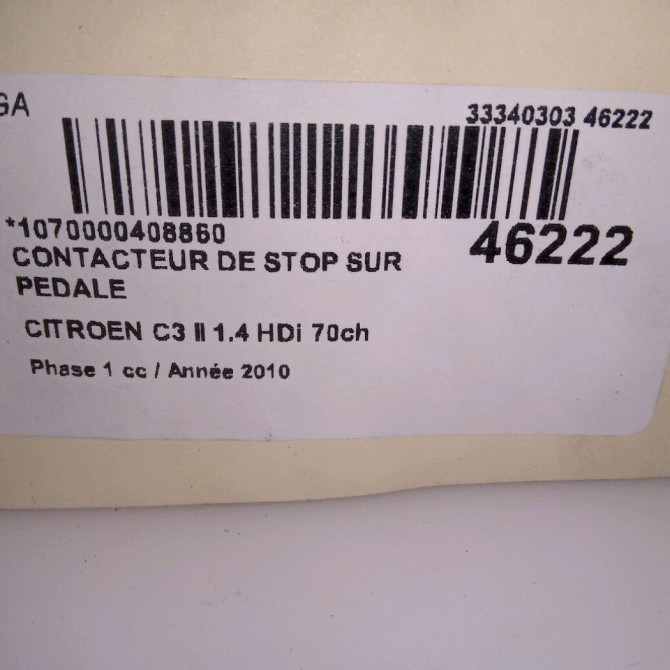 GA
33340303 46222
*1070000408860
46222
CONTACTEUR DE STOP SUR
PEDALE
CITROEN C3 II 1.4 HDi 70ch
Phase 1 cc / Année 2010